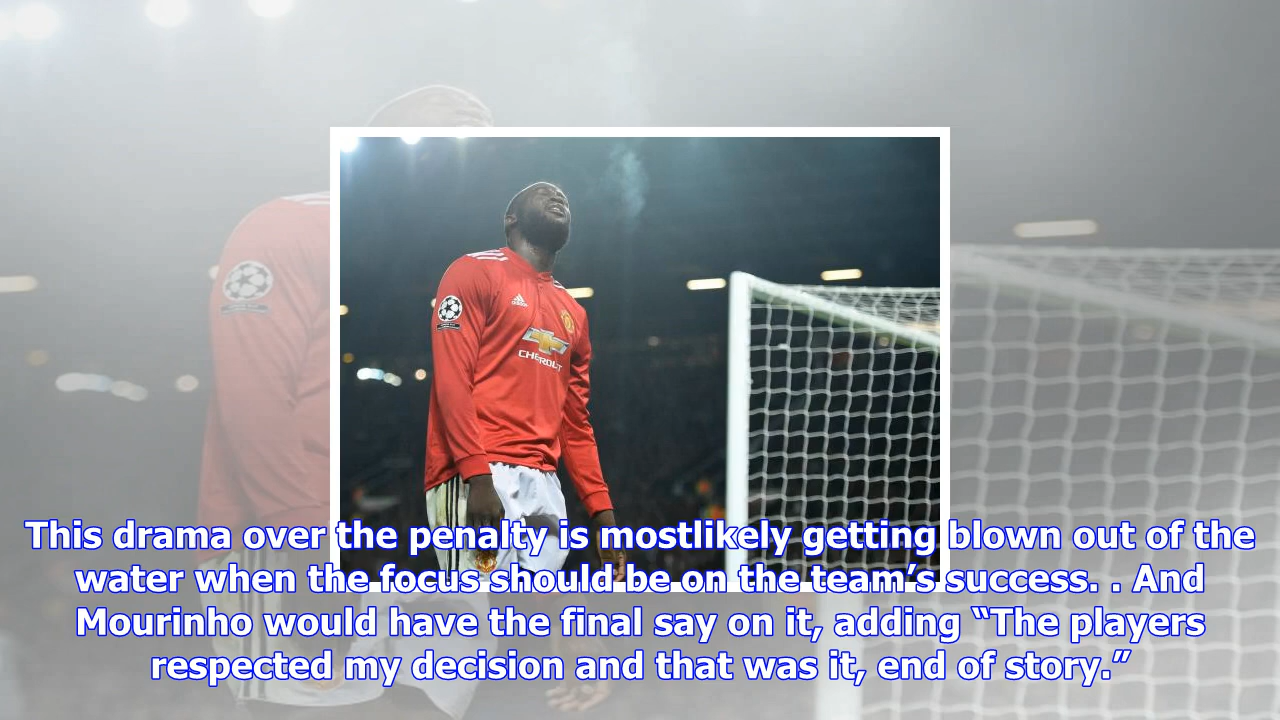 CHEVROLET
This drama over the penalty is mostlikely getting blown out of the
water when the focus should be on the team’s success. . And
Mourinho would have the final say on it, adding “The players
respected my decision and that was it, end of story.”